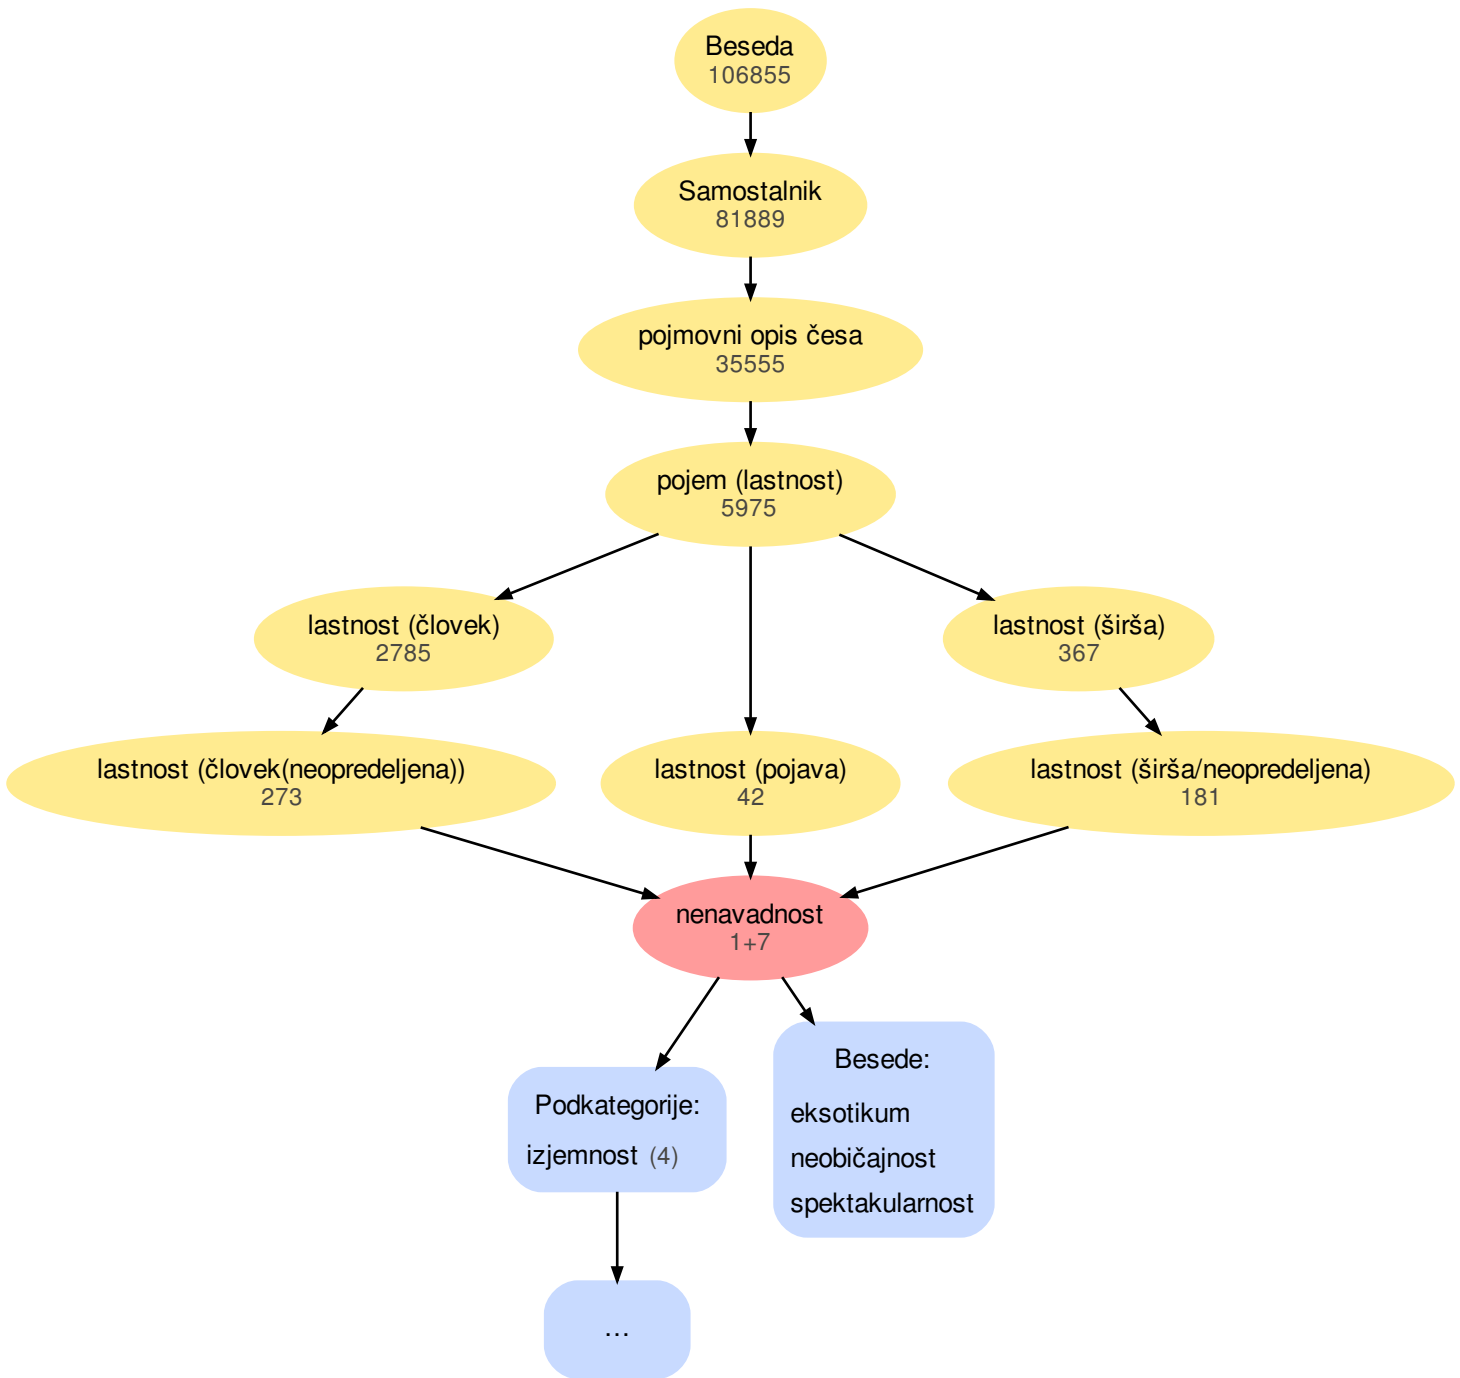 Beseda
106855
Samostalnik
81889
pojmovni opis česa
35555
pojem (lastnost)
5975
lastnost (človek)
2785
lastnost (širša)
367
lastnost (človek(neopredeljena))
273
lastnost (pojava)
42
lastnost (širša/neopredeljena)
181
nenavadnost
1+7
Podkategorije:
izjemnost (4)
Besede:
eksotikum
neobičajnost
spektakularnost
...